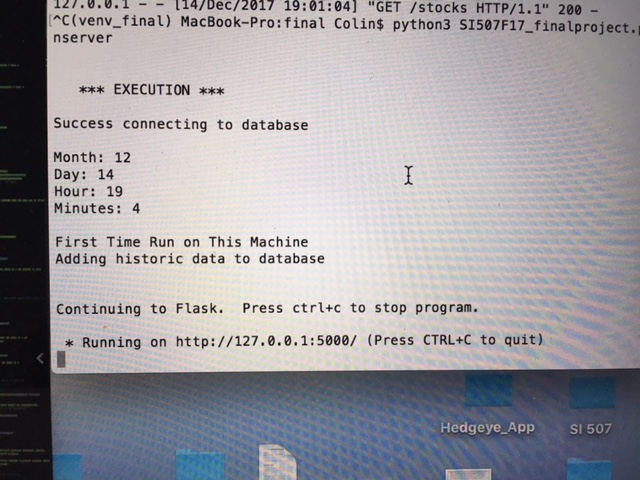 127.0.0.1 - - [14/Dec/2017 19:01:04] "GET /stocks HTTP/1.1" 200 -
^C(venv_final) MacBook-Pro:final Colin$ python3 SI507F17_finalproject.
nserver
*** EXECUTION ***
Success connecting to database
Month: 12
Day: 14
Hour: 19
Minutes: 4
First Time Run on This Machine
Adding historic data to database
Continuing to Flask.  Press ctrl+c to stop program.
* Running on http://127.0.0.1:5000/ (Press CTRL+C to quit)
Hedgeye_App
SI 507